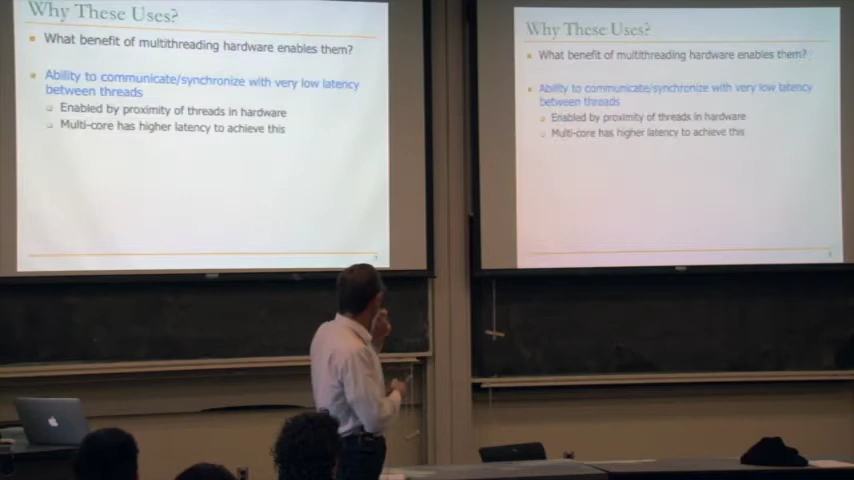 Why These Uses?
What benefit of multithreading hardware enables them?
Ability to communicate/synchronize with very low latency
between threads
Enabled by proximity of threads in hardware
Multi-core has higher latency to achieve this
Why These Uses?
What benefit of multithreading hardware enables them?
Ability to communicate/synchronize with very low latency
between threads
Enabled by proximity of threads in hardware
Multi-core has higher latency to achieve this